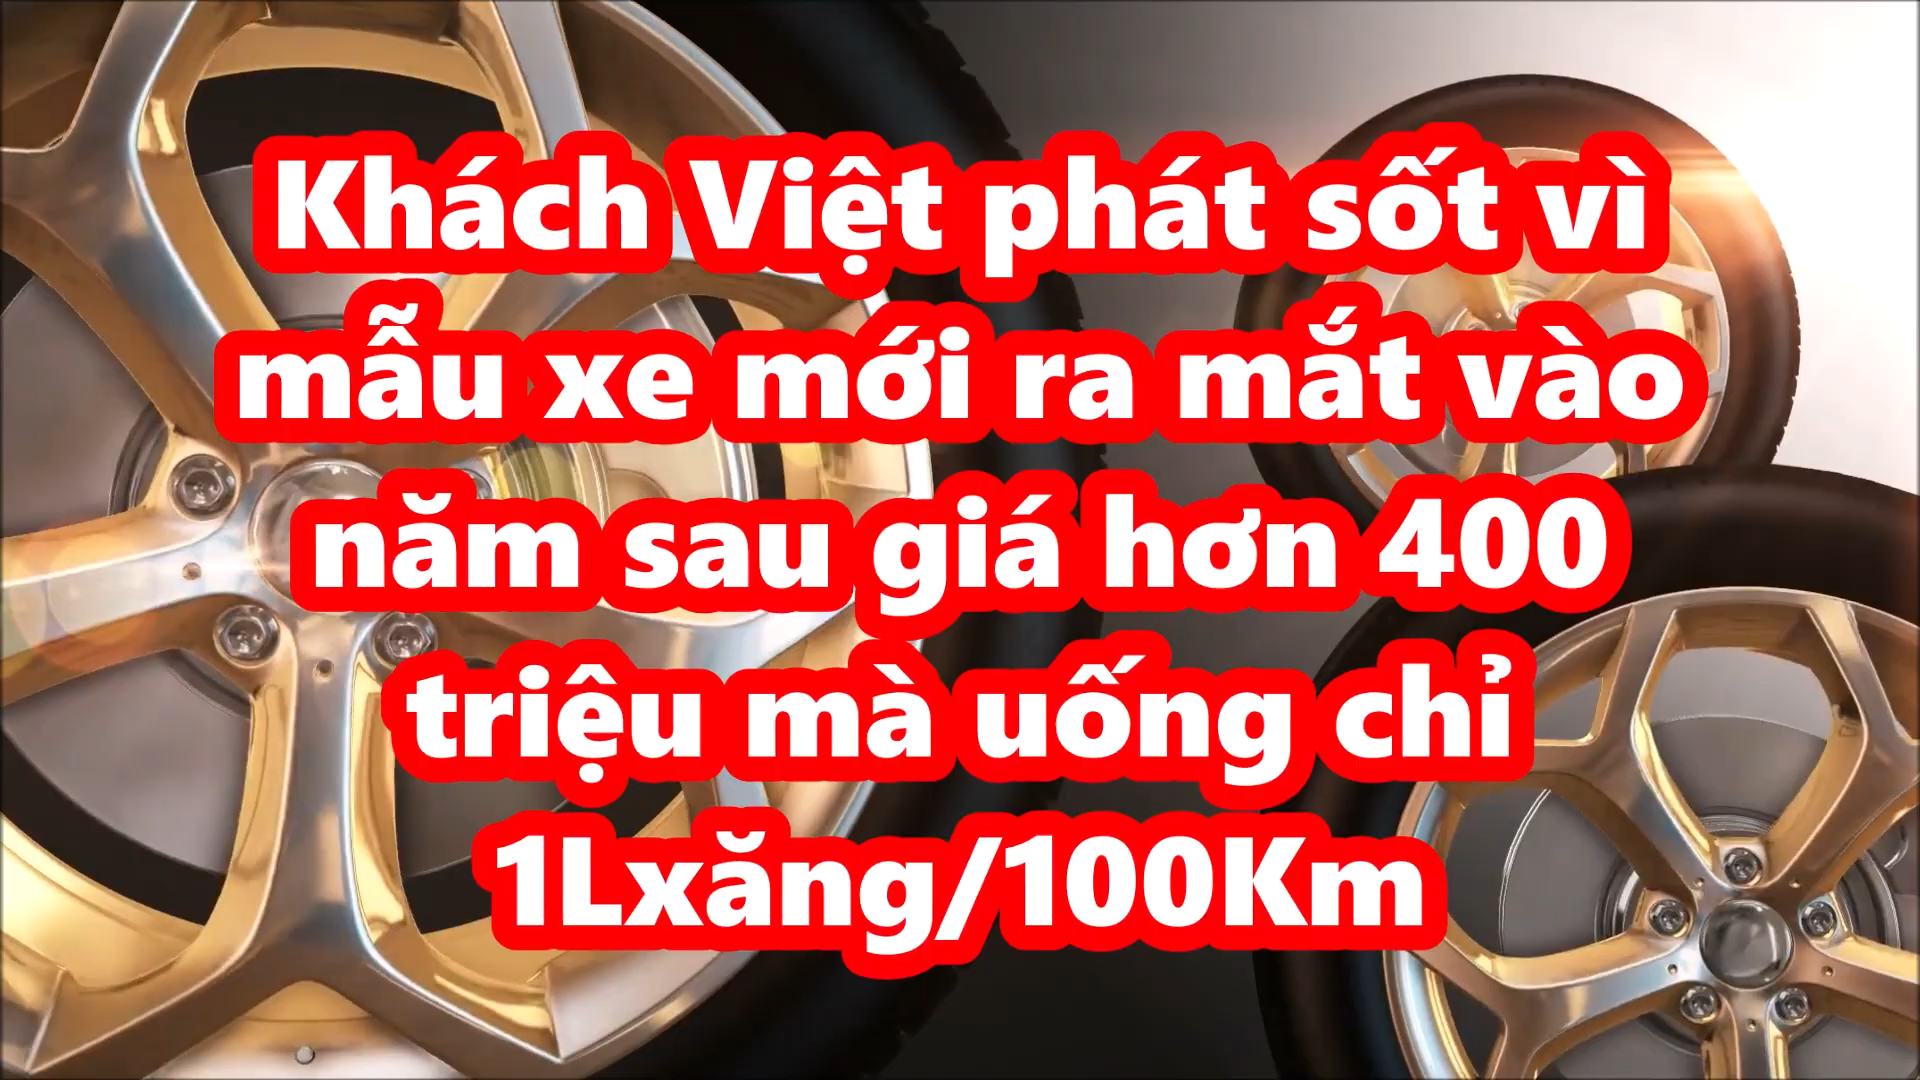 Khách Việt phát sốt vì
mẫu xe mới ra mắt vào
năm sau giá hơn 400
triệu mà uống chỉ
1Lxăng/100Km